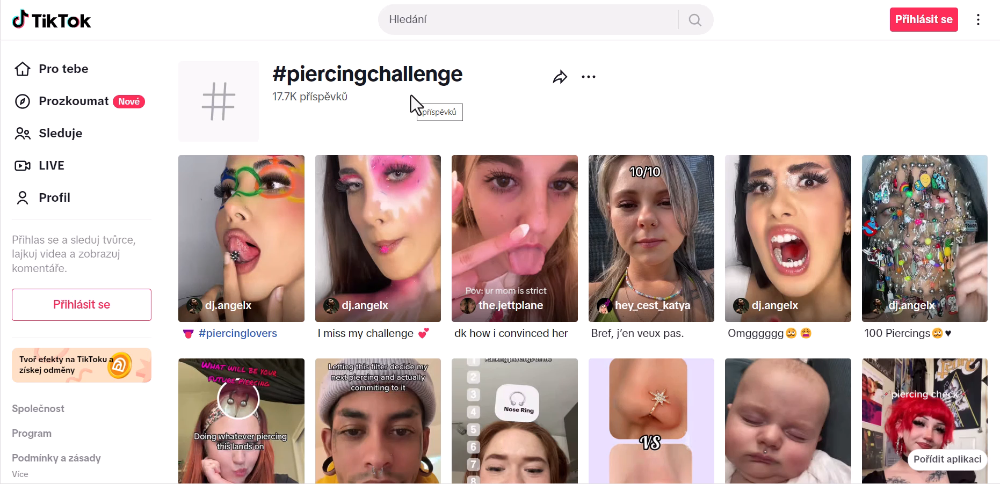 TikTok
Hledání
Přihlásit se
Pro tebe
Prozkoumat Nové
Sleduje
LIVE
Profil
Přihlas se a sleduj tvůrce,
lajkuj videa a zobrazuj
komentáře.
Přihlásit se
Tvoř efekty na TikToku a
získej odměny
Společnost
Program
Podmínky a zásady
Více
#piercingchallenge
17.7K příspěvků
příspěvků
dj.angelx
👅 #piercinglovers
dj.angelx
I miss my challenge 💕
Pov: ur mom is strict
the.jettplane
dk how i convinced her
10/10
hey_cest_katya
Bref, j’en veux pas.
dj.angelx
Omgggggg🥴 😩
dj.angelx
100 Piercings🥴♥
WHAT WILL BE YOUR
FUTURE PIERCING
Doing whatever piercing
this lands on
Letting this filter decide my
next piercing and actually
commiting to it
Ranking piercings on me
1
2
3
4
5
6
7
8
Nose Ring
VS
piercing check
Pořídit aplikaci